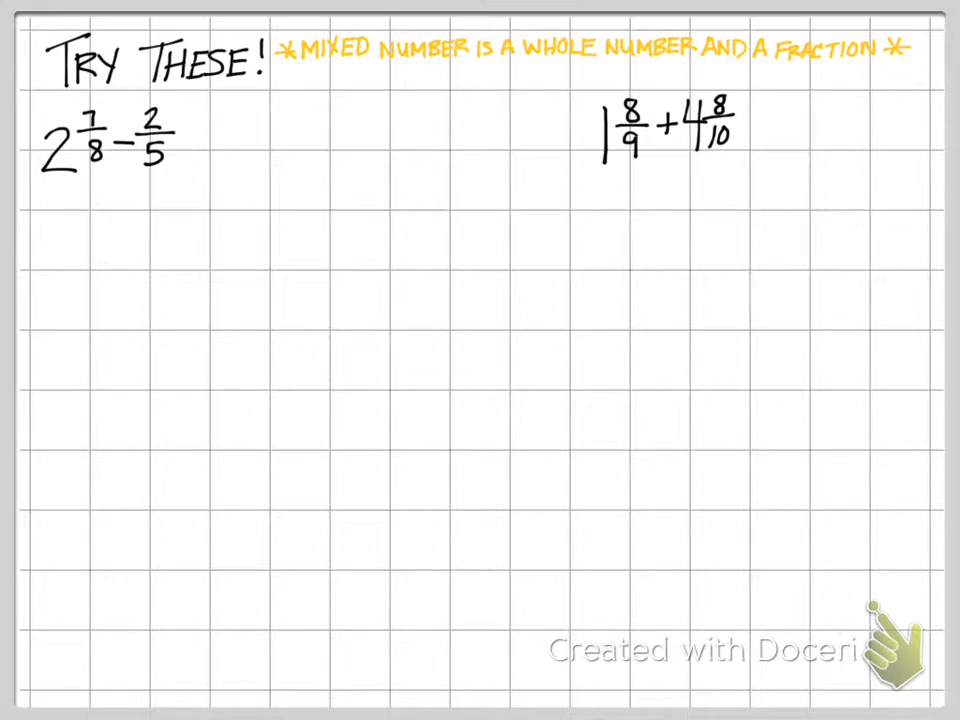 TRY THESE! *MIXED NUMBER IS A WHOLE NUMBER AND A FRACTION*
2 7/8 - 2/5
1 8/9 + 4 8/10
Created with Doceri